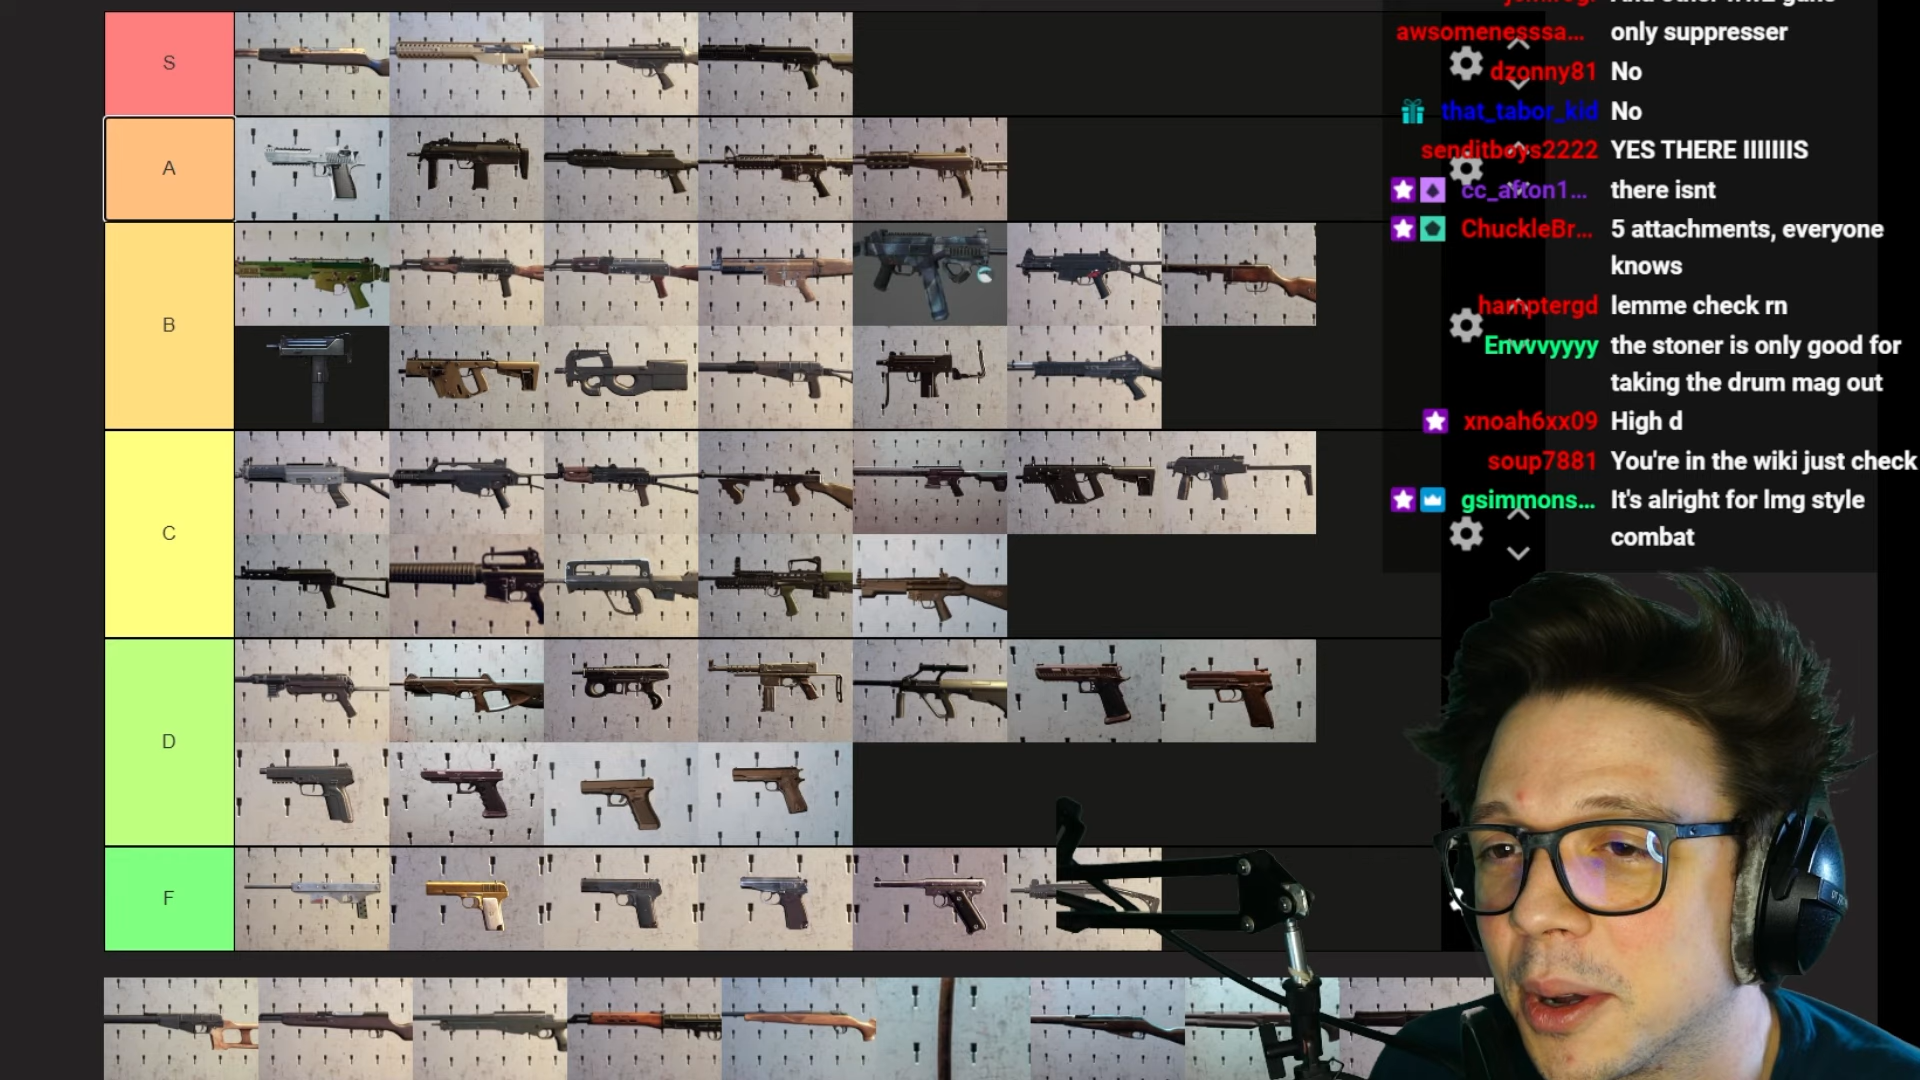 S
A
B
C
D
F
awsomenesssa... only suppresser
dzonny81 No
that_tabor_kid No
senditboys2222 YES THERE IIIIIIS
cc_afton1... there isnt
ChuckleBr... 5 attachments, everyone
knows
hamptergd lemme check rn
Envvvyyyy the stoner is only good for
taking the drum mag out
xnoah6xx09 High d
soup7881 You're in the wiki just check
gsimmons... It's alright for lmg style
combat